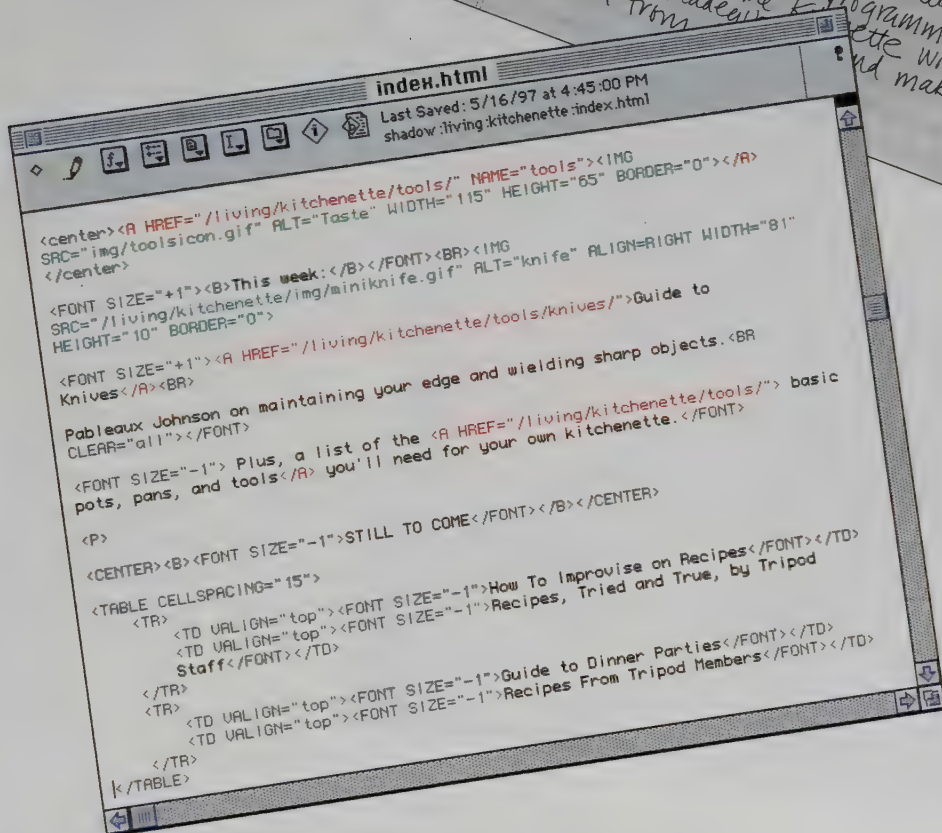 from
index.html
Last Saved: 5/16/97 at 4:45:00 PM
shadow:living:kitchenette:index.html
<center><A HREF="/living/kitchenette/tools/" NAME="tools"><IMG
SRC="img/toolsicon.gif" ALT="Taste" WIDTH="115" HEIGHT="65" BORDER="0"></A>
</center>
<FONT SIZE="+1"><B>This week:</B></FONT><BR><IMG
SRC="/living/kitchenette/img/miniknife.gif" ALT="knife" ALIGN=RIGHT WIDTH="81"
HEIGHT="10" BORDER="0">
<FONT SIZE="+1"><A HREF="/living/kitchenette/tools/knives/">Guide to
Knives</A><BR>
Pableaux Johnson on maintaining your edge and wielding sharp objects.<BR
CLEAR="all"></FONT>
<FONT SIZE="-1"> Plus, a list of the <A HREF="/living/kitchenette/tools/"> basic
pots, pans, and tools</A> you'll need for your own kitchenette.</FONT>
<P>
<CENTER><B><FONT SIZE="-1">STILL TO COME</FONT></B></CENTER>
<TABLE CELLSPACING="15">
<TR>
<TD VALIGN="top"><FONT SIZE="-1">How To Improvise on Recipes</FONT></TD>
<TD VALIGN="top"><FONT SIZE="-1">Recipes, Tried and True, by Tripod
Staff</FONT></TD>
</TR>
<TR>
<TD VALIGN="top"><FONT SIZE="-1">Guide to Dinner Parties</FONT></TD>
<TD VALIGN="top"><FONT SIZE="-1">Recipes From Tripod Members</FONT></TD>
</TR>
</TABLE>